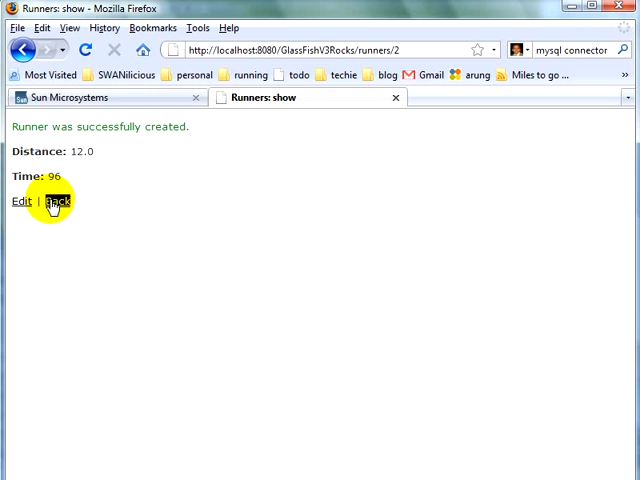 Runners: show - Mozilla Firefox
File Edit View History Bookmarks Tools Help
http://localhost:8080/GlassFishV3Rocks/runners/2 mysql connector
Most Visited SWANilicious personal running todo techie blog Gmail arung Miles to go ... »
Sun Microsystems Runners: show
Runner was successfully created.
Distance: 12.0
Time: 96
Edit | Back